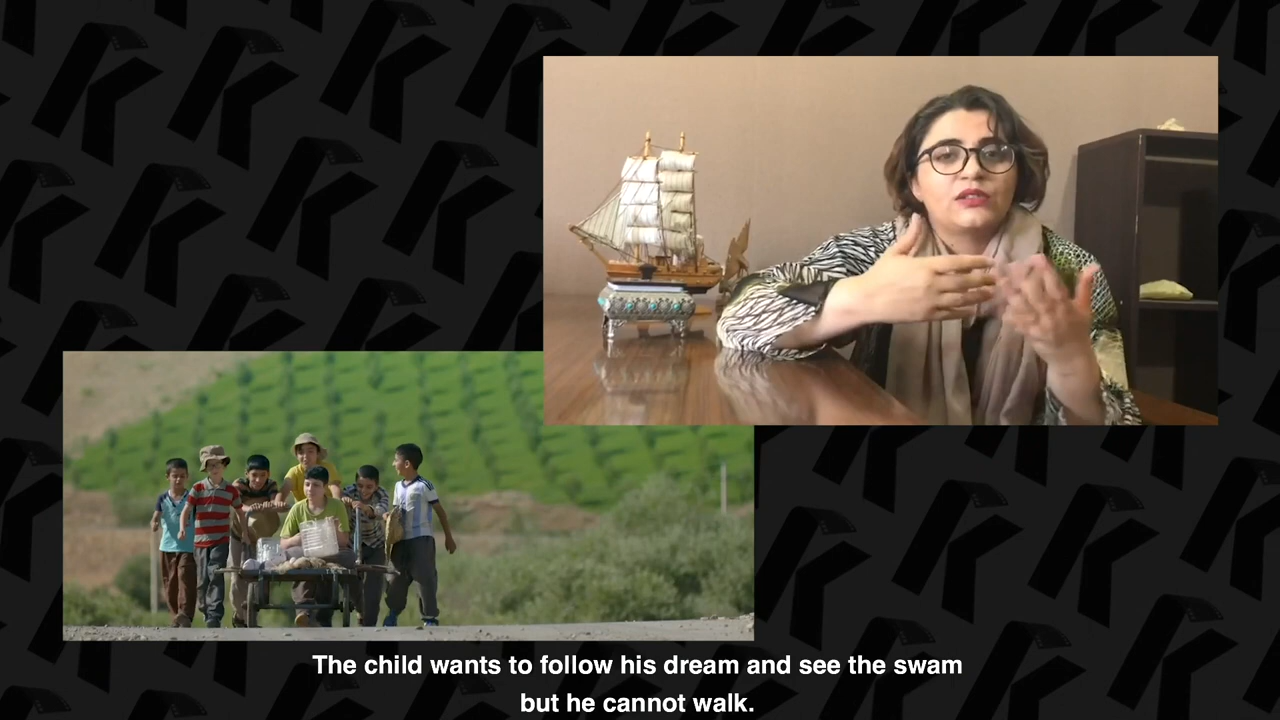 The child wants to follow his dream and see the swam
but he cannot walk.